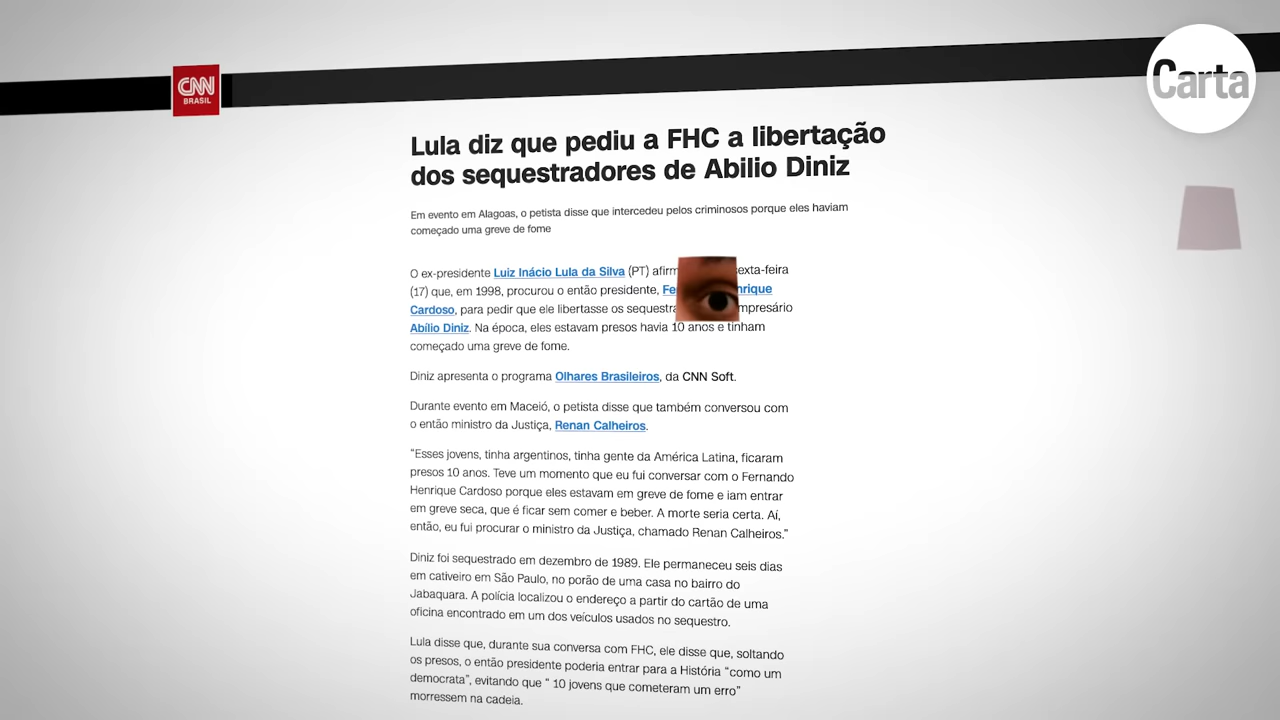 CNN
BRASIL
Carta
Lula diz que pediu a FHC a libertação
dos sequestradores de Abilio Diniz
Em evento em Alagoas, o petista disse que intercedeu pelos criminosos porque eles haviam
começado uma greve de fome
O ex-presidente Luiz Inácio Lula da Silva (PT) afirm exta-feira
(17) que, em 1998, procurou o então presidente, Fe nrique
Cardoso, para pedir que ele libertasse os sequestra mpresário
Abílio Diniz. Na época, eles estavam presos havia 10 anos e tinham
começado uma greve de fome.
Diniz apresenta o programa Olhares Brasileiros, da CNN Soft.
Durante evento em Maceió, o petista disse que também conversou com
o então ministro da Justiça, Renan Calheiros.
“Esses jovens, tinha argentinos, tinha gente da América Latina, ficaram
presos 10 anos. Teve um momento que eu fui conversar com o Fernando
Henrique Cardoso porque eles estavam em greve de fome e iam entrar
em greve seca, que é ficar sem comer e beber. A morte seria certa. Aí,
então, eu fui procurar o ministro da Justiça, chamado Renan Calheiros.”
Diniz foi sequestrado em dezembro de 1989. Ele permaneceu seis dias
em cativeiro em São Paulo, no porão de uma casa no bairro do
Jabaquara. A polícia localizou o endereço a partir do cartão de uma
oficina encontrado em um dos veículos usados no sequestro.
Lula disse que, durante sua conversa com FHC, ele disse que, soltando
os presos, o então presidente poderia entrar para a História “como um
democrata”, evitando que “ 10 jovens que cometeram um erro”
morressem na cadeia.